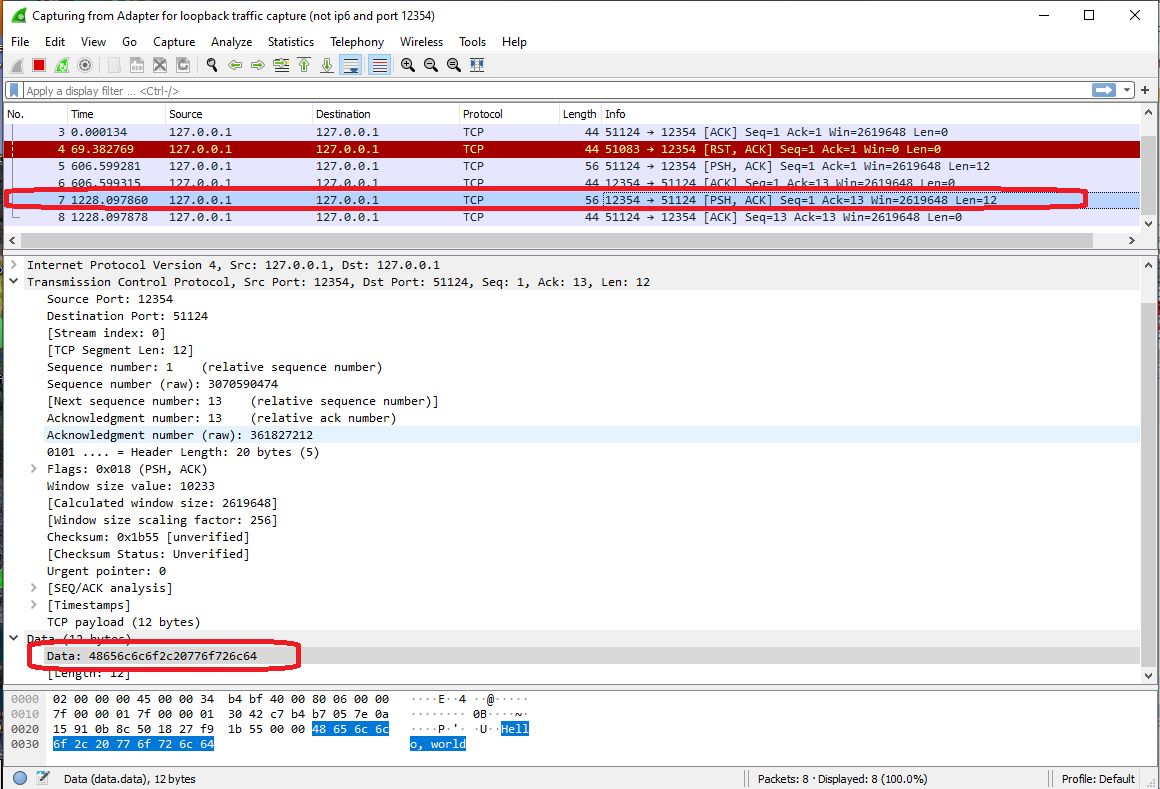 Capturing from Adapter for loopback traffic capture (not ip6 and port 12354)
File Edit View Go Capture Analyze Statistics Telephony Wireless Tools Help
Apply a display filter ... <Ctrl-/>
No. Time Source Destination Protocol Length Info
3 0.000134 127.0.0.1 127.0.0.1 TCP 44 51124 → 12354 [ACK] Seq=1 Ack=1 Win=2619648 Len=0
4 69.382769 127.0.0.1 127.0.0.1 TCP 44 51083 → 12354 [RST, ACK] Seq=1 Ack=1 Win=0 Len=0
5 606.599281 127.0.0.1 127.0.0.1 TCP 56 51124 → 12354 [PSH, ACK] Seq=1 Ack=1 Win=2619648 Len=12
6 606.599315 127.0.0.1 127.0.0.1 TCP 44 12354 → 51124 [ACK] Seq=1 Ack=13 Win=2619648 Len=0
7 1228.097860 127.0.0.1 127.0.0.1 TCP 56 12354 → 51124 [PSH, ACK] Seq=1 Ack=13 Win=2619648 Len=12
8 1228.097878 127.0.0.1 127.0.0.1 TCP 44 51124 → 12354 [ACK] Seq=13 Ack=13 Win=2619648 Len=0
Internet Protocol Version 4, Src: 127.0.0.1, Dst: 127.0.0.1
Transmission Control Protocol, Src Port: 12354, Dst Port: 51124, Seq: 1, Ack: 13, Len: 12
Source Port: 12354
Destination Port: 51124
[Stream index: 0]
[TCP Segment Len: 12]
Sequence number: 1 (relative sequence number)
Sequence number (raw): 3070590474
[Next sequence number: 13 (relative sequence number)]
Acknowledgment number: 13 (relative ack number)
Acknowledgment number (raw): 361827212
0101 .... = Header Length: 20 bytes (5)
Flags: 0x018 (PSH, ACK)
Window size value: 10233
[Calculated window size: 2619648]
[Window size scaling factor: 256]
Checksum: 0x1b55 [unverified]
[Checksum Status: Unverified]
Urgent pointer: 0
[SEQ/ACK analysis]
[Timestamps]
TCP payload (12 bytes)
Data (12 bytes)
Data: 48656c6c6f2c20776f726c64
[Length: 12]
0000 02 00 00 00 45 00 00 34 b4 bf 40 00 80 06 00 00 ····E··4 ··@·····
0010 7f 00 00 01 7f 00 00 01 30 42 c7 b4 b7 05 7e 0a ········ 0B····~·
0020 15 91 0b 8c 50 18 27 f9 1b 55 00 00 48 65 6c 6c ····P·'· ·U··Hell
0030 6f 2c 20 77 6f 72 6c 64 o, world
Data (data.data), 12 bytes Packets: 8 · Displayed: 8 (100.0%) Profile: Default